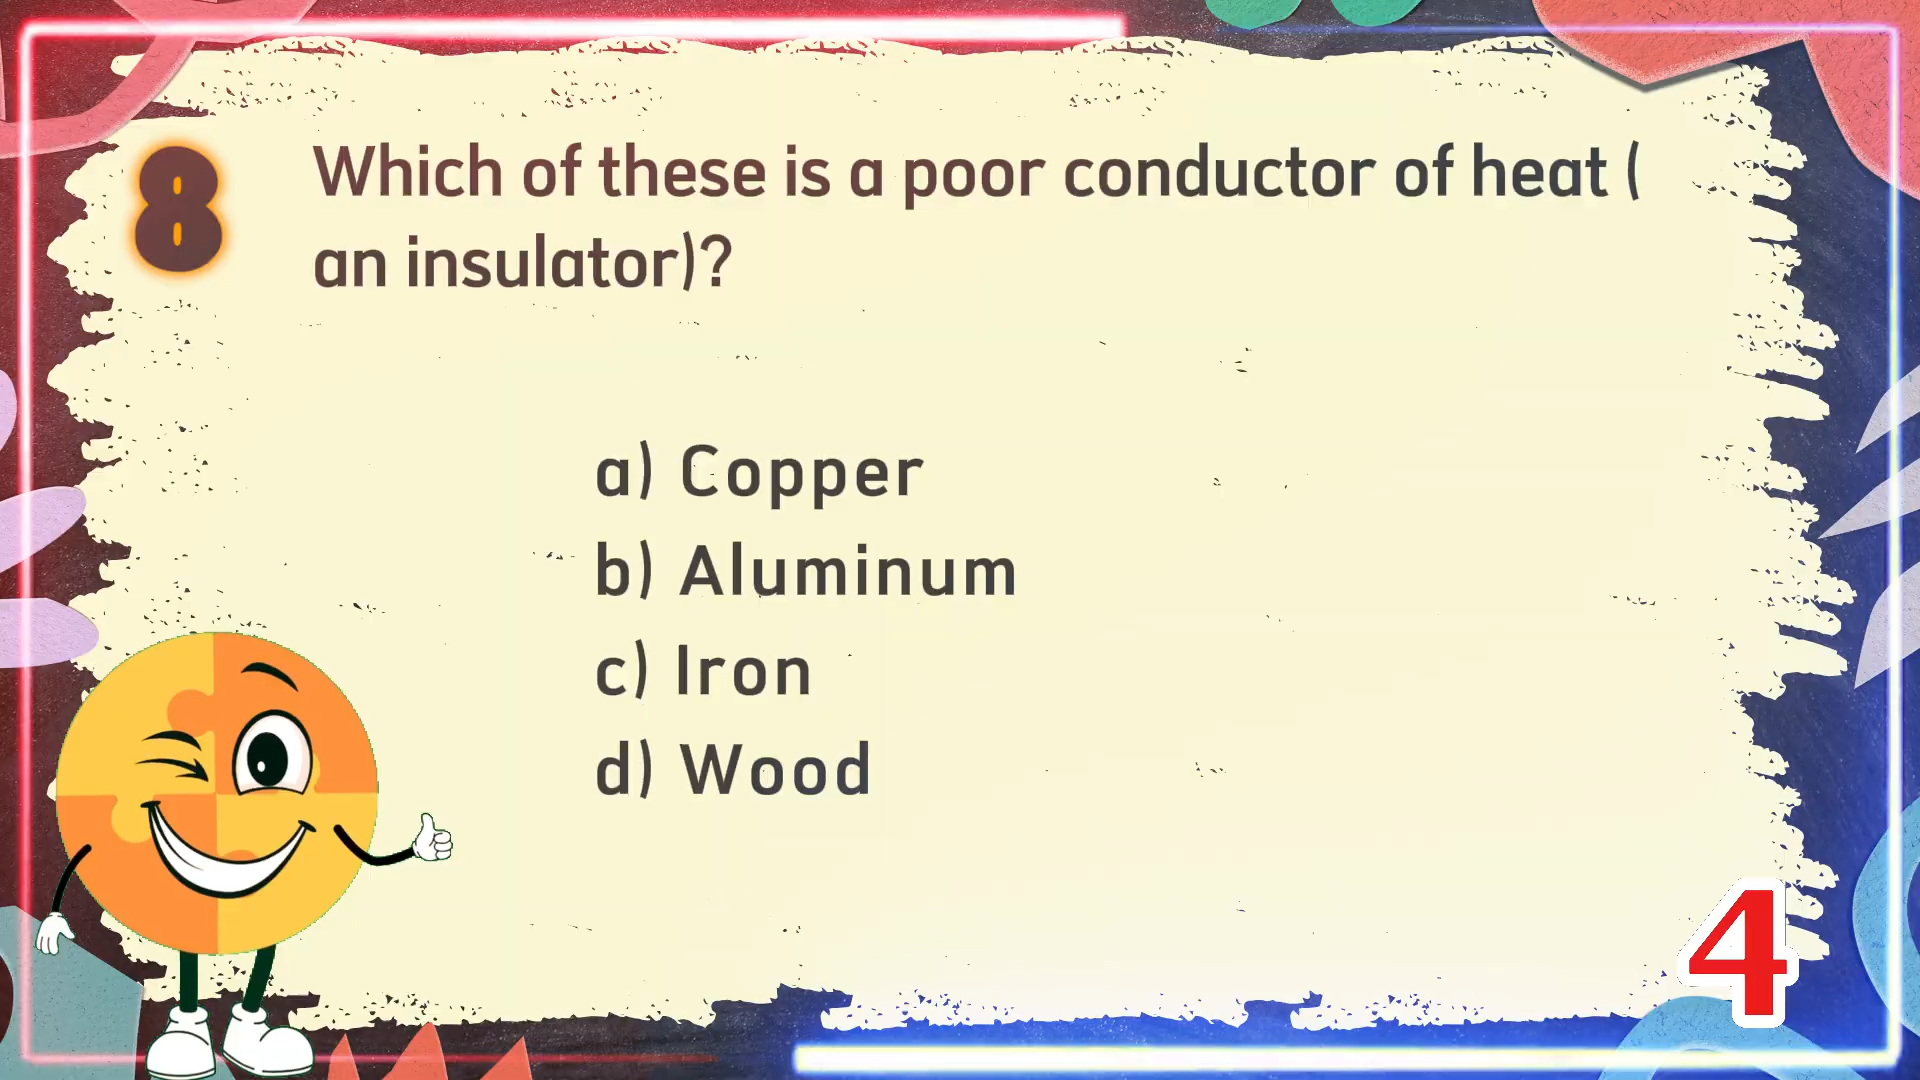 8
Which of these is a poor conductor of heat (
an insulator)?
a) Copper
b) Aluminum
c) Iron
d) Wood
4